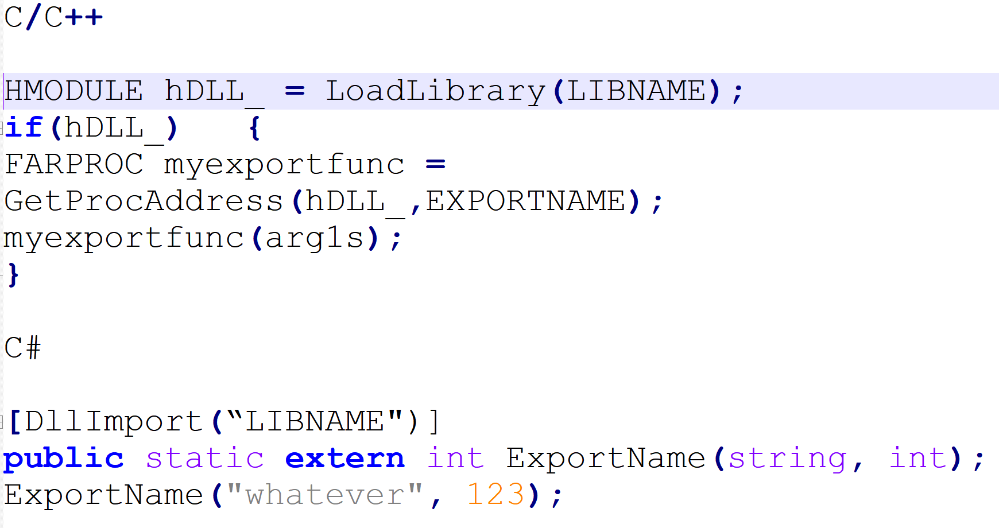 C/C++
HMODULE hDLL_ = LoadLibrary(LIBNAME);
if(hDLL_)   {
FARPROC myexportfunc =
GetProcAddress(hDLL_,EXPORTNAME);
myexportfunc(arg1s);
}
C#
[DllImport(“LIBNAME")]
public static extern int ExportName(string, int);
ExportName("whatever", 123);